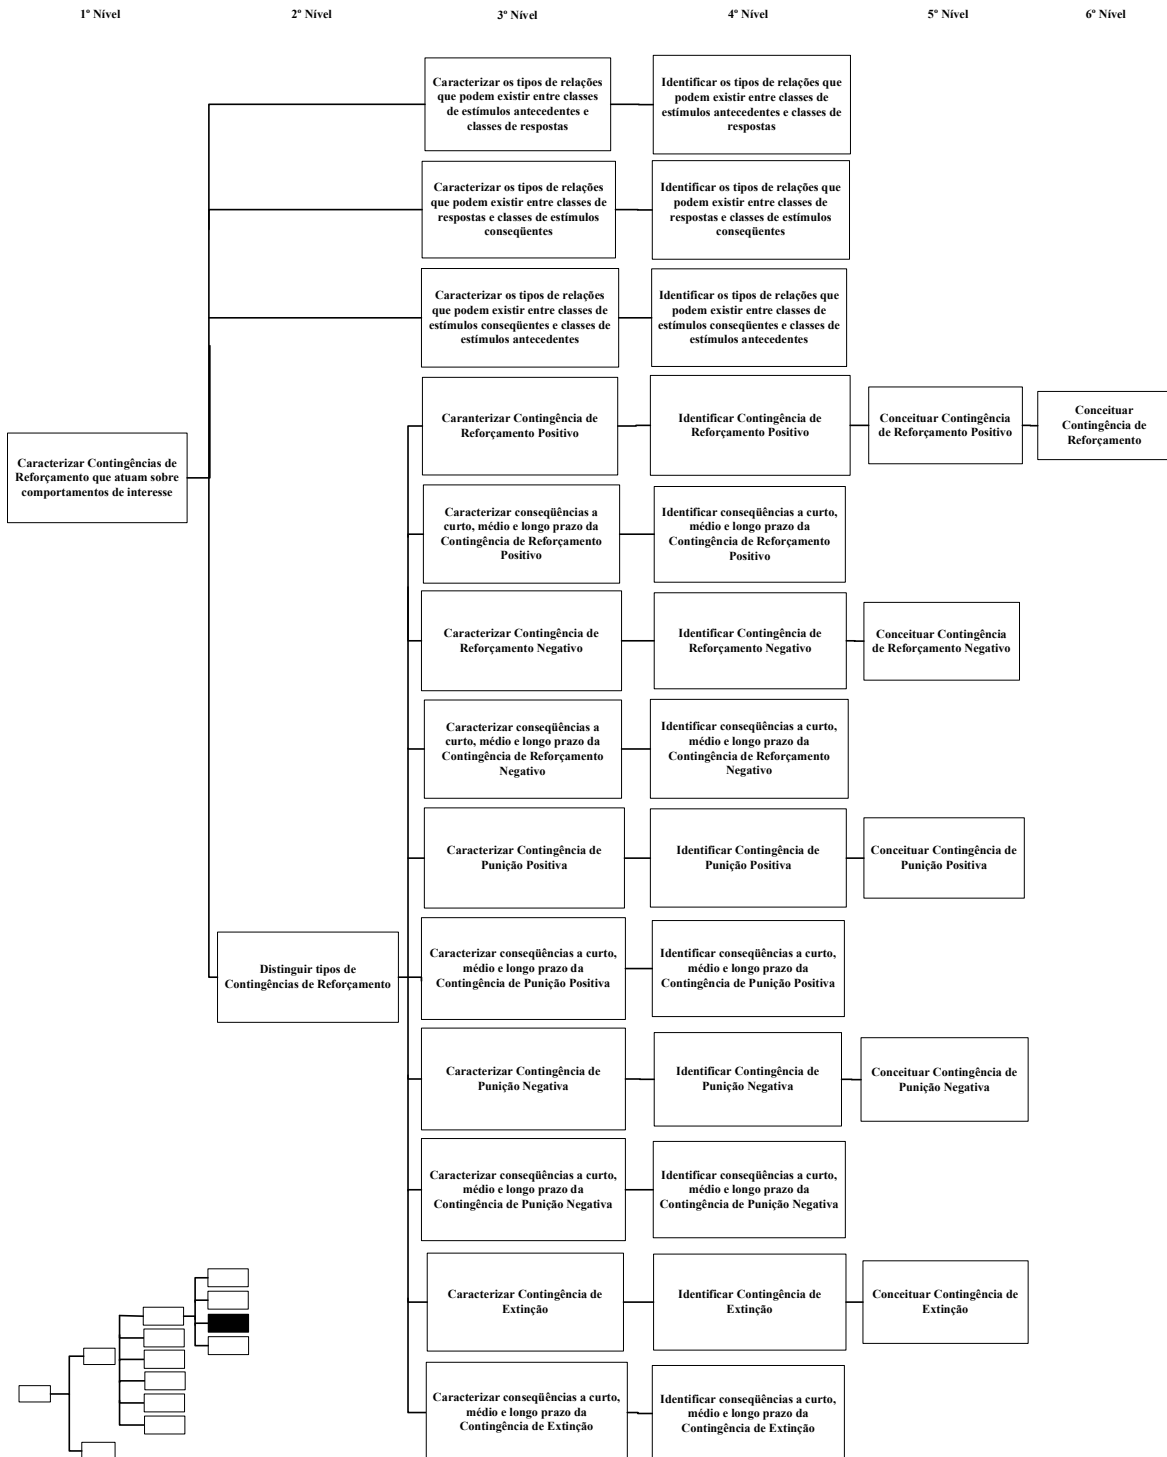 1º Nível
2º Nível
3º Nível
4º Nível
5º Nível
6º Nível
Caracterizar os tipos de relações
que podem existir entre classes
de estímulos antecedentes e
classes de respostas
Identificar os tipos de relações que
podem existir entre classes de
estímulos antecedentes e classes de
respostas
Caracterizar os tipos de relações
que podem existir entre classes de
respostas e classes de estímulos
conseqüentes
Identificar os tipos de relações que
podem existir entre classes de
respostas e classes de estímulos
conseqüentes
Caracterizar os tipos de relações
que podem existir entre classes de
estímulos conseqüentes e classes de
estímulos antecedentes
Identificar os tipos de relações que
podem existir entre classes de
estímulos conseqüentes e classes de
estímulos antecedentes
Caranterizar Contingência de
Reforçamento Positivo
Identificar Contingência de
Reforçamento Positivo
Conceituar Contingência
de Reforçamento Positivo
Conceituar
Contingência de
Reforçamento
Caracterizar Contingências de
Reforçamento que atuam sobre
comportamentos de interesse
Caracterizar conseqüências a
curto, médio e longo prazo da
Contingência de Reforçamento
Positivo
Identificar conseqüências a curto,
médio e longo prazo da
Contingência de Reforçamento
Positivo
Caracterizar Contingência de
Reforçamento Negativo
Identificar Contingência de
Reforçamento Negativo
Conceituar Contingência
de Reforçamento Negativo
Caracterizar conseqüências a
curto, médio e longo prazo da
Contingência de Reforçamento
Negativo
Identificar conseqüências a curto,
médio e longo prazo da
Contingência de Reforçamento
Negativo
Caracterizar Contingência de
Punição Positiva
Identificar Contingência de
Punição Positiva
Conceituar Contingência de
Punição Positiva
Distinguir tipos de
Contingências de Reforçamento
Caracterizar conseqüências a curto,
médio e longo prazo da
Contingência de Punição Positiva
Identificar conseqüências a curto,
médio e longo prazo da
Contingência de Punição Positiva
Caracterizar Contingência de
Punição Negativa
Identificar Contingência de
Punição Negativa
Conceituar Contingência de
Punição Negativa
Caracterizar conseqüências a curto,
médio e longo prazo da
Contingência de Punição Negativa
Identificar conseqüências a curto,
médio e longo prazo da
Contingência de Punição Negativa
Caracterizar Contingência de
Extinção
Identificar Contingência de
Extinção
Conceituar Contingência de
Extinção
Caracterizar conseqüências a curto,
médio e longo prazo da
Contingência de Extinção
Identificar conseqüências a curto,
médio e longo prazo da
Contingência de Extinção